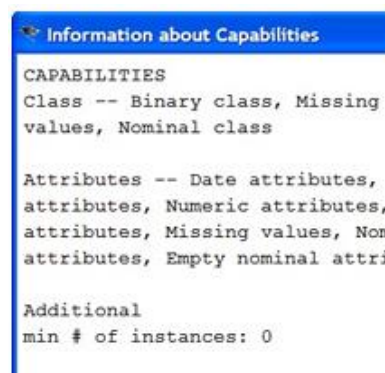 Information about Capabilities
CAPABILITIES
Class -- Binary class, Missing
values, Nominal class
Attributes -- Date attributes,
attributes, Numeric attributes,
attributes, Missing values,
attributes, Empty nominal
Additional
min # of instances: 0